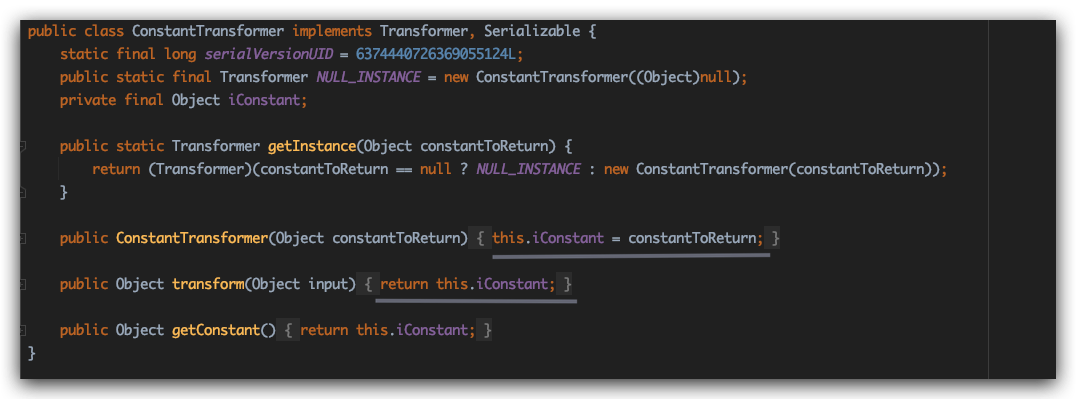 public class ConstantTransformer implements Transformer, Serializable {
static final long serialVersionUID = 6374440726369055124L;
public static final Transformer NULL_INSTANCE = new ConstantTransformer((Object)null);
private final Object iConstant;
public static Transformer getInstance(Object constantToReturn) {
return (Transformer)(constantToReturn == null ? NULL_INSTANCE : new ConstantTransformer(constantToReturn));
}
public ConstantTransformer(Object constantToReturn) { this.iConstant = constantToReturn; }
public Object transform(Object input) { return this.iConstant; }
public Object getConstant() { return this.iConstant; }
}